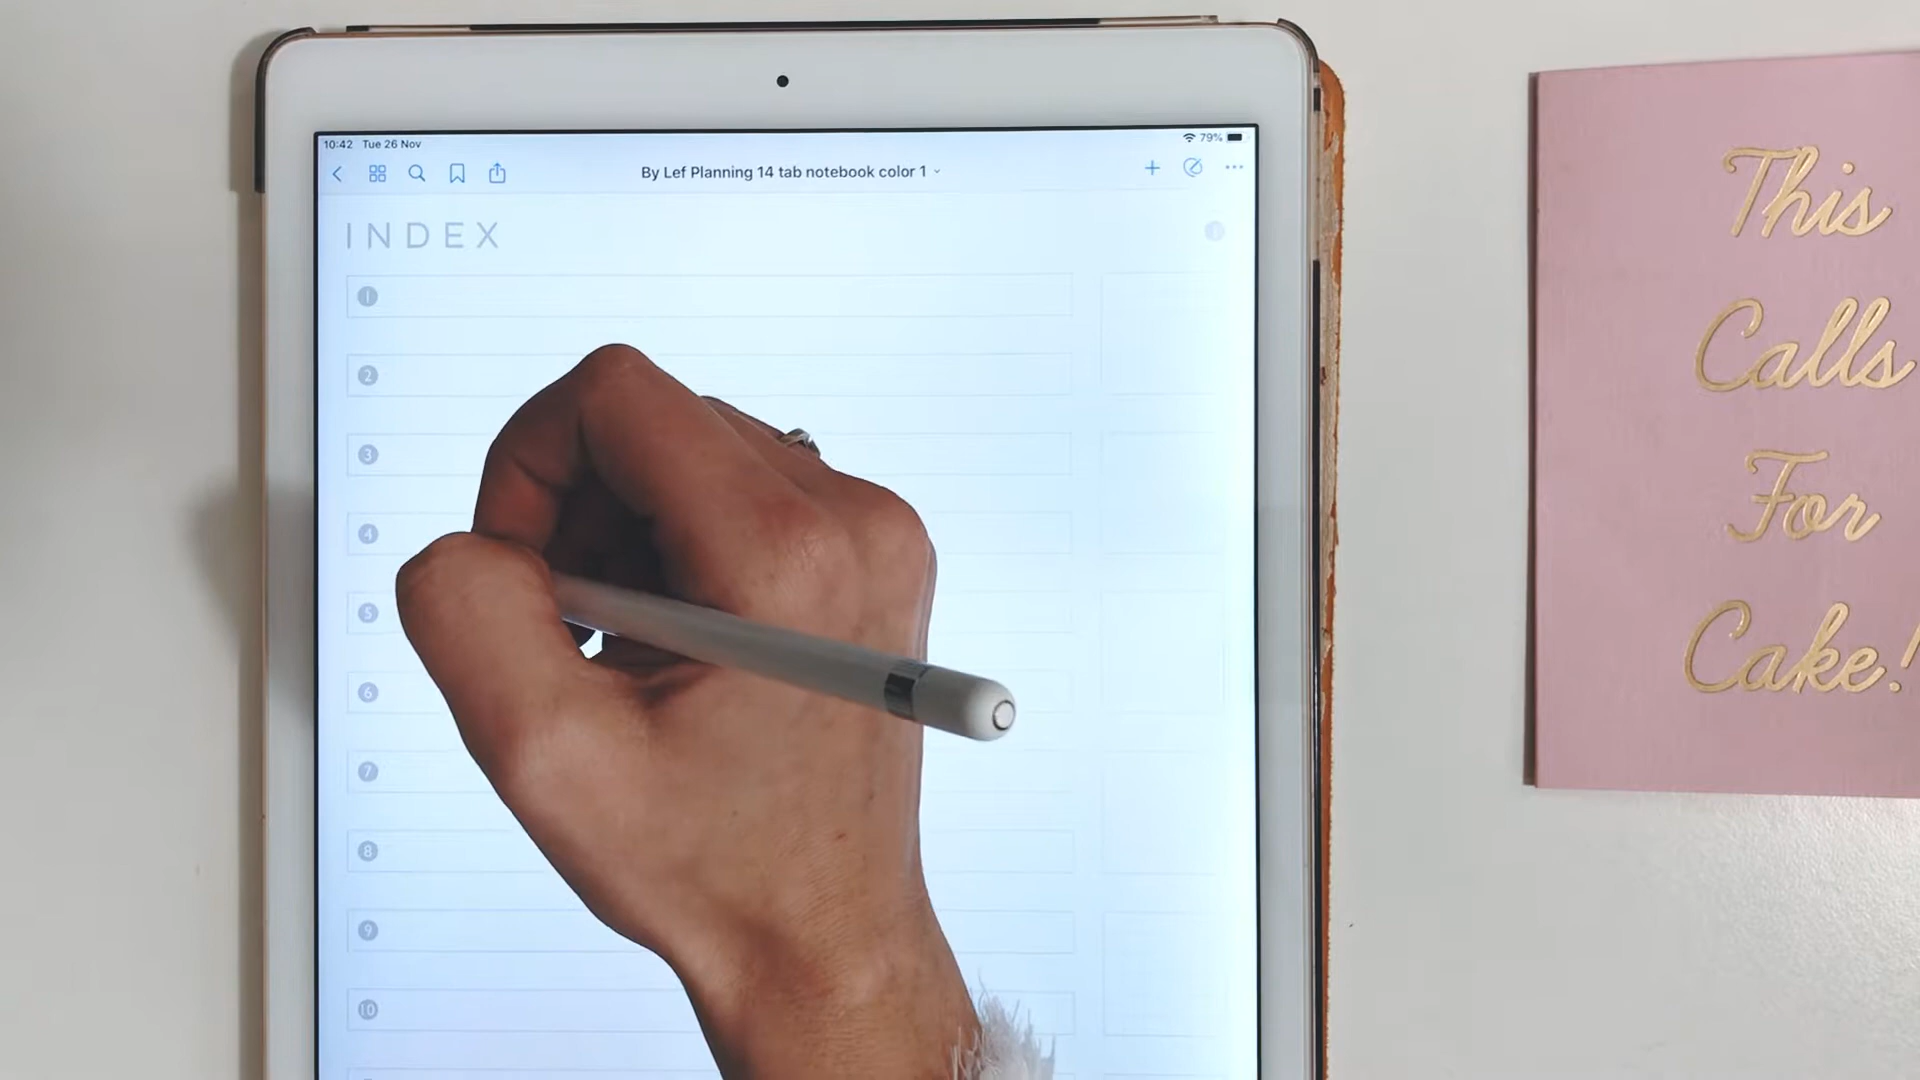 10:42 Tue 26 Nov
79%
By Lef Planning 14 tab notebook color 1
INDEX
1
2
3
4
5
6
7
8
9
10
This
Calls
For
Cake!